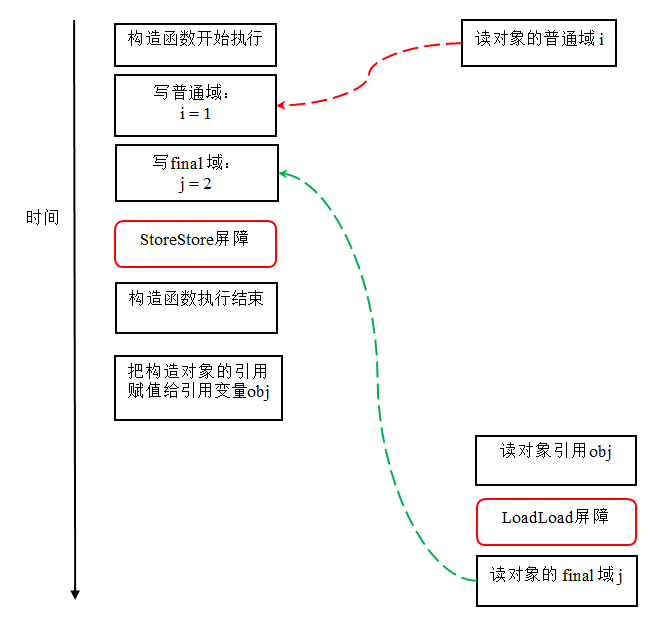 构造函数开始执行
读对象的普通域 i
写普通域：
i = 1
写final 域：
j = 2
时间
StoreStore屏障
构造函数执行结束
把构造对象的引用
赋值给引用变量obj
读对象引用obj
LoadLoad屏障
读对象的 final 域 j